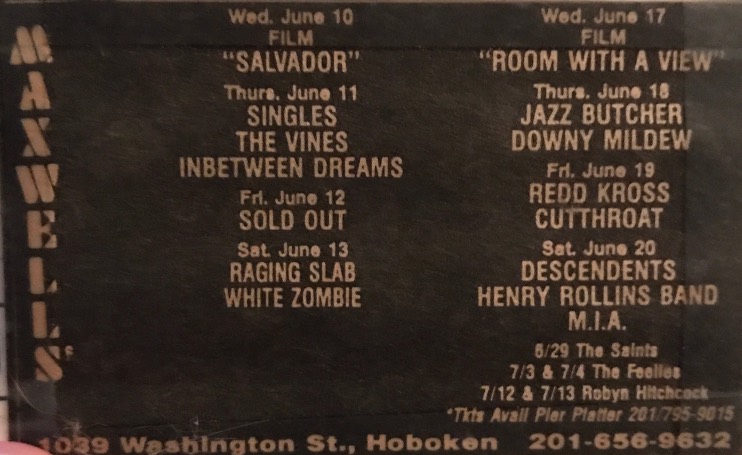 MAXWELL'S
Wed. June 10
FILM
"SALVADOR"
Thurs. June 11
SINGLES
THE VINES
INBETWEEN DREAMS
Fri. June 12
SOLD OUT
Sat. June 13
RAGING SLAB
WHITE ZOMBIE
Wed. June 17
FILM
"ROOM WITH A VIEW"
Thurs. June 18
JAZZ BUTCHER
DOWNY MILDEW
Fri. June 19
REDD KROSS
CUTTHROAT
Sat. June 20
DESCENDENTS
HENRY ROLLINS BAND
M.I.A.
6/29 The Saints
7/3 & 7/4 The Feelies
7/12 & 7/13 Robyn Hitchcock
*Tkts Avail Pier Platter 201/795-9015
1039 Washington St., Hoboken 201-656-9632